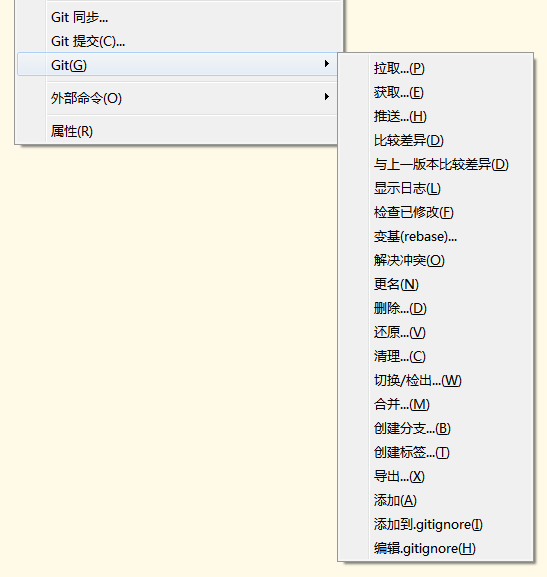 Git 同步...
Git 提交(C)...
Git(G)
外部命令(O)
属性(R)
拉取...(P)
获取...(E)
推送...(H)
比较差异(D)
与上一版本比较差异(D)
显示日志(L)
检查已修改(F)
变基(rebase)...
解决冲突(O)
更名(N)
删除...(D)
还原...(V)
清理...(C)
切换/检出...(W)
合并...(M)
创建分支...(B)
创建标签...(T)
导出...(X)
添加(A)
添加到.gitignore(I)
编辑.gitignore(H)